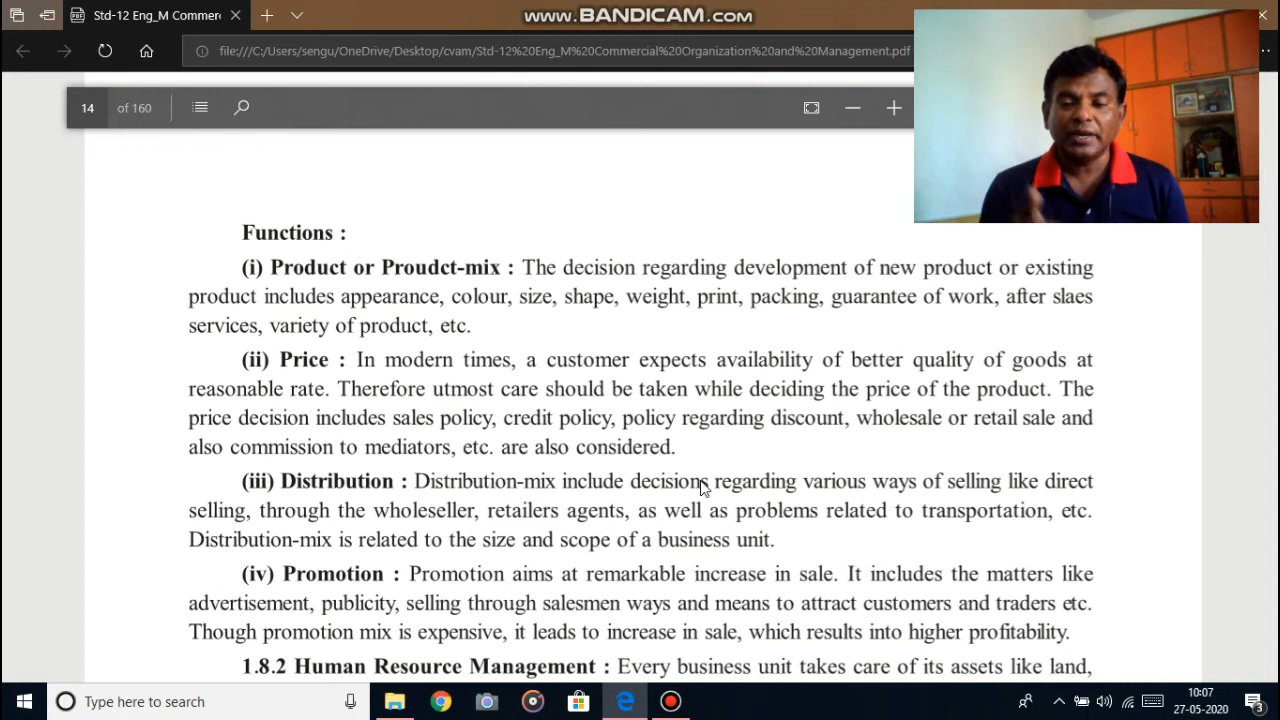 Std-12 Eng_M Commer
www.BANDICAM.com
file:///C:/Users/sengu/OneDrive/Desktop/cvam/Std-12%20Eng_M%20Commercial%20Organization%20and%20Management.pdf
14 of 160
Functions :
(i) Product or Proudct-mix : The decision regarding development of new product or existing
product includes appearance, colour, size, shape, weight, print, packing, guarantee of work, after slaes
services, variety of product, etc.
(ii) Price : In modern times, a customer expects availability of better quality of goods at
reasonable rate. Therefore utmost care should be taken while deciding the price of the product. The
price decision includes sales policy, credit policy, policy regarding discount, wholesale or retail sale and
also commission to mediators, etc. are also considered.
(iii) Distribution : Distribution-mix include decisions regarding various ways of selling like direct
selling, through the wholeseller, retailers agents, as well as problems related to transportation, etc.
Distribution-mix is related to the size and scope of a business unit.
(iv) Promotion : Promotion aims at remarkable increase in sale. It includes the matters like
advertisement, publicity, selling through salesmen ways and means to attract customers and traders etc.
Though promotion mix is expensive, it leads to increase in sale, which results into higher profitability.
1.8.2 Human Resource Management : Every business unit takes care of its assets like land,
Type here to search
10:07
27-05-2020
3